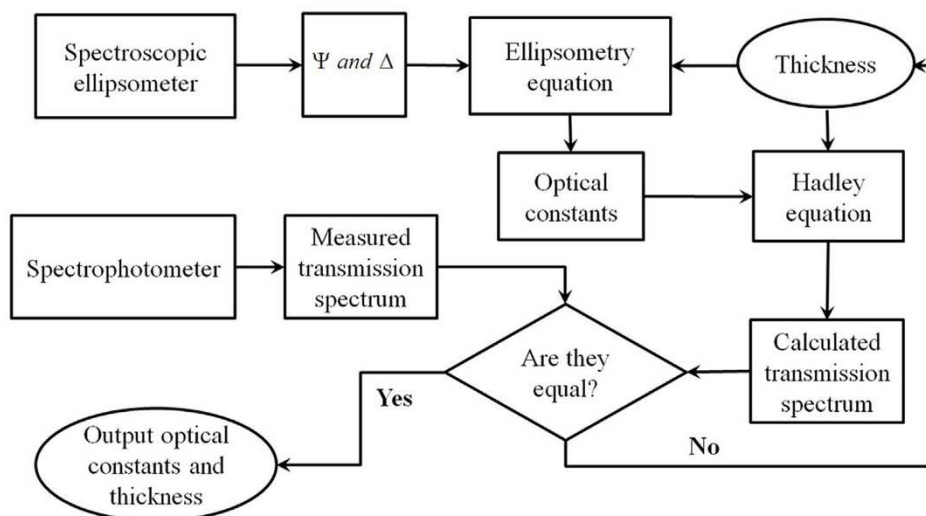 Spectroscopic
ellipsometer
Ψ and Δ
Ellipsometry
equation
Thickness
Optical
constants
Hadley
equation
Spectrophotometer
Measured
transmission
spectrum
Are they
equal?
Calculated
transmission
spectrum
Yes
No
Output optical
constants and
thickness